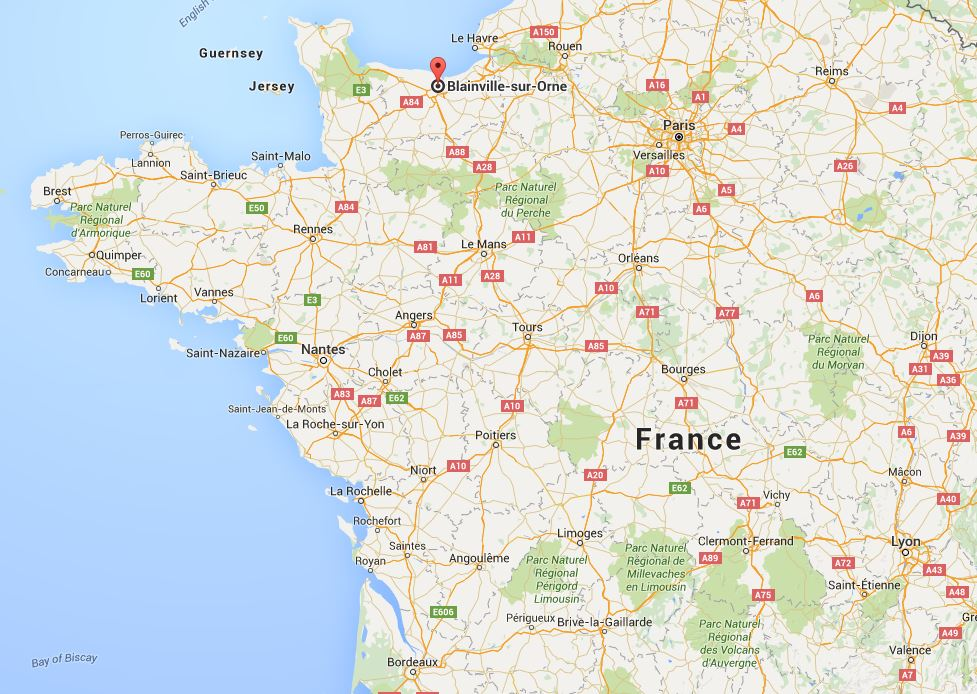 English
Le Havre
A150
Rouen
Guernsey
Reims
Jersey
E3
Blainville-sur-Orne
A16
A1
A84
A4
Paris
A4
Perros-Guirec
Lannion
Saint-Malo
A88
A28
Versailles
A10
A26
Saint-Brieuc
Brest
Parc Naturel
Régional
du Perche
A5
Parc Naturel
Régional
d'Armorique
E50
A84
A6
Rennes
A81
Le Mans
A11
Quimper
Concarneau
E60
Orléans
A11
A28
A10
Lorient
Vannes
E3
A6
Angers
A71
A77
A87
A85
Tours
E60
Saint-Nazaire
Nantes
A85
Parc Naturel
Régional
du Morvan
Dijon
A39
A31
A36
Cholet
Bourges
A83
A87
E62
A10
A71
Saint-Jean-de-Monts
La Roche-sur-Yon
Poitiers
France
A6
A39
E62
Niort
A10
A20
E62
Mâcon
La Rochelle
A71
Vichy
A40
Rochefort
Limoges
Clermont-Ferrand
Lyon
Saintes
Royan
Angoulême
Parc Naturel
Régional
Périgord
Limousin
Parc Naturel
Régional de
Millevaches
en Limousin
A89
A72
A43
Saint-Étienne
A75
A48
E606
Périgueux
Brive-la-Gaillarde
Gre
Parc Naturel
Régional
des Volcans
d'Auvergne
A49
Bay of Biscay
Bordeaux
Valence
A7